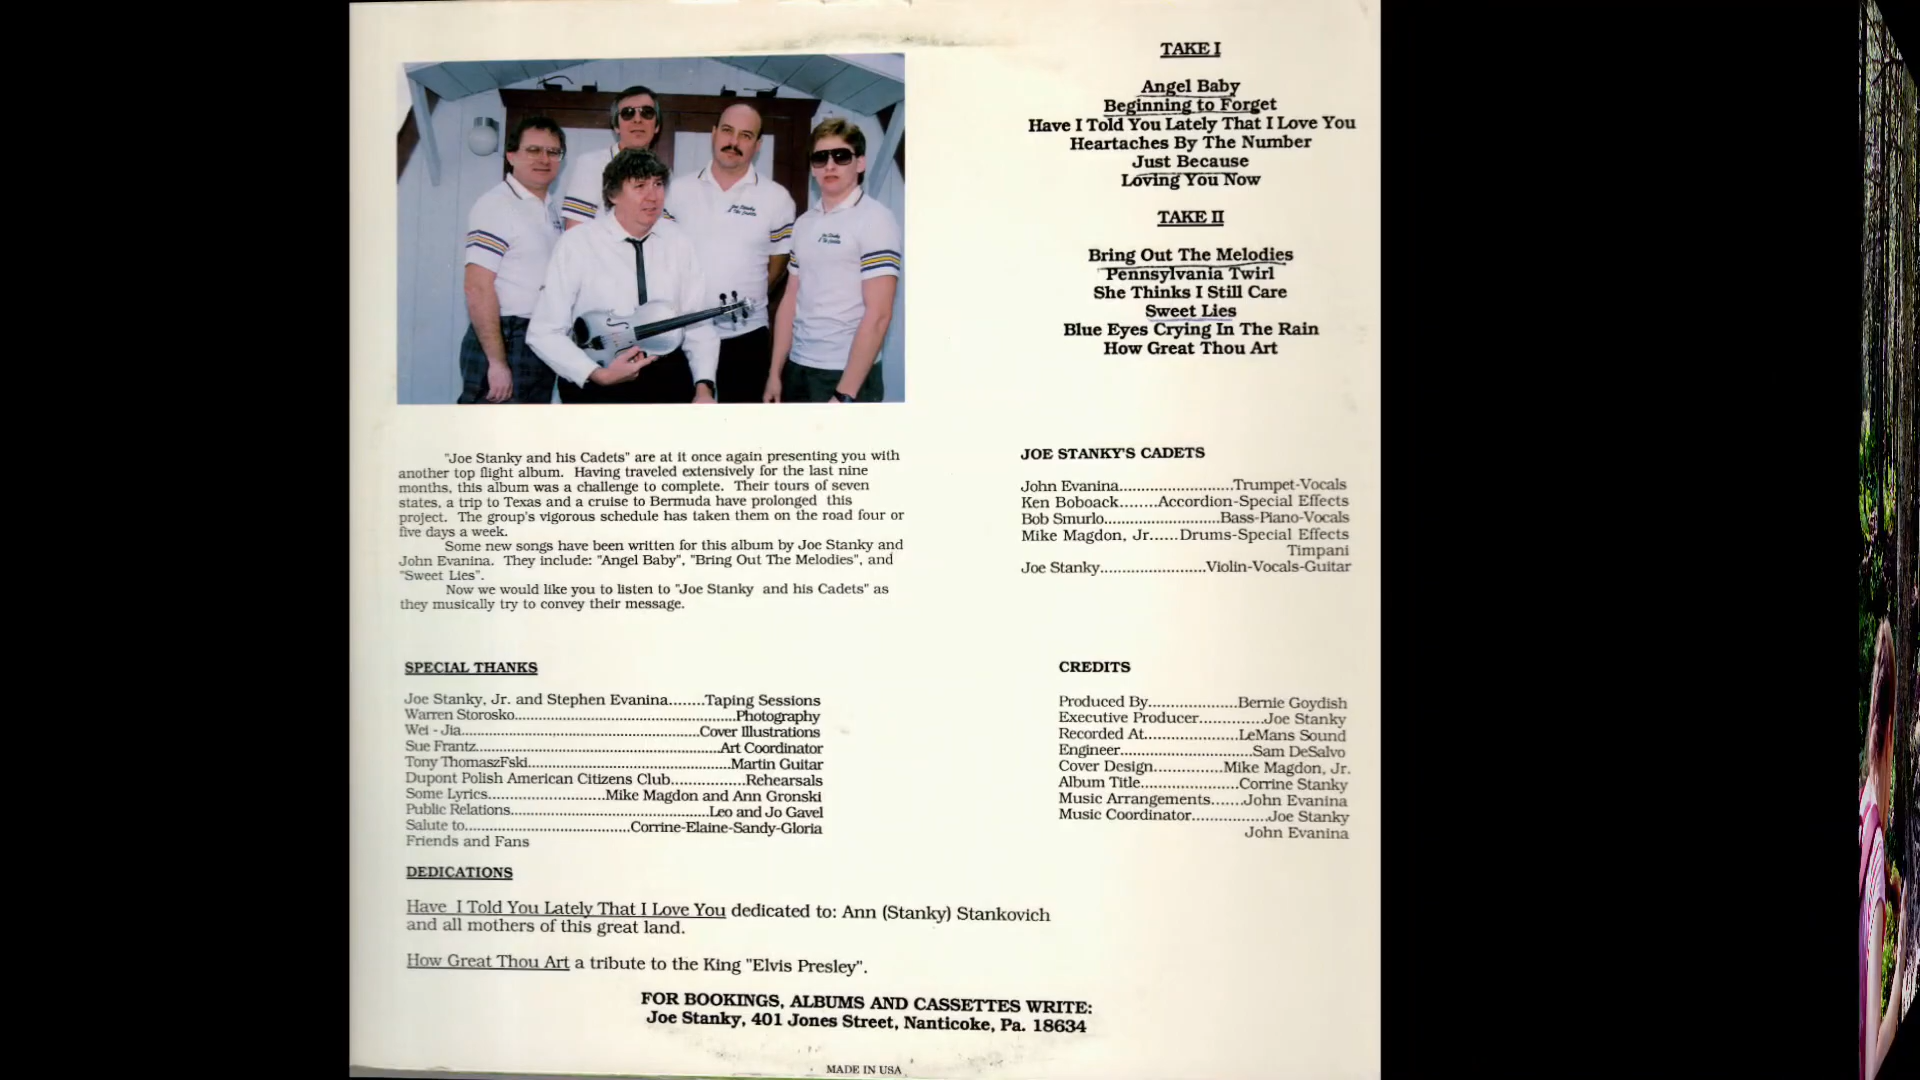 TAKE I
Angel Baby
Beginning to Forget
Have I Told You Lately That I Love You
Heartaches By The Number
Just Because
Loving You Now
TAKE II
Bring Out The Melodies
Pennsylvania Twirl
She Thinks I Still Care
Sweet Lies
Blue Eyes Crying In The Rain
How Great Thou Art
"Joe Stanky and his Cadets" are at it once again presenting you with
another top flight album. Having traveled extensively for the last nine
months, this album was a challenge to complete. Their tours of seven
states, a trip to Texas and a cruise to Bermuda have prolonged this
project. The group's vigorous schedule has taken them on the road four or
five days a week.
Some new songs have been written for this album by Joe Stanky and
John Evanina. They include: "Angel Baby", "Bring Out The Melodies", and
"Sweet Lies".
Now we would like you to listen to "Joe Stanky and his Cadets" as
they musically try to convey their message.
JOE STANKY'S CADETS
John Evanina..........................Trumpet-Vocals
Ken Boboack........Accordion-Special Effects
Bob Smurlo..........................Bass-Piano-Vocals
Mike Magdon, Jr......Drums-Special Effects
Timpani
Joe Stanky........................Violin-Vocals-Guitar
SPECIAL THANKS
Joe Stanky, Jr. and Stephen Evanina........Taping Sessions
Warren Storosko....................................................Photography
Wei - Jia......................................................Cover Illustrations
Sue Frantz.......................................................Art Coordinator
Tony ThomaszFski..............................................Martin Guitar
Dupont Polish American Citizens Club.................Rehearsals
Some Lyrics..........................Mike Magdon and Ann Gronski
Public Relations..................................................Leo and Jo Gavel
Salute to.....................................Corrine-Elaine-Sandy-Gloria
Friends and Fans
CREDITS
Produced By....................Bernie Goydish
Executive Producer..............Joe Stanky
Recorded At.....................LeMans Sound
Engineer.............................Sam DeSalvo
Cover Design...............Mike Magdon, Jr.
Album Title......................Corrine Stanky
Music Arrangements.......John Evanina
Music Coordinator.................Joe Stanky
John Evanina
DEDICATIONS
Have I Told You Lately That I Love You dedicated to: Ann (Stanky) Stankovich
and all mothers of this great land.
How Great Thou Art a tribute to the King "Elvis Presley".
FOR BOOKINGS, ALBUMS AND CASSETTES WRITE:
Joe Stanky, 401 Jones Street, Nanticoke, Pa. 18634
MADE IN USA